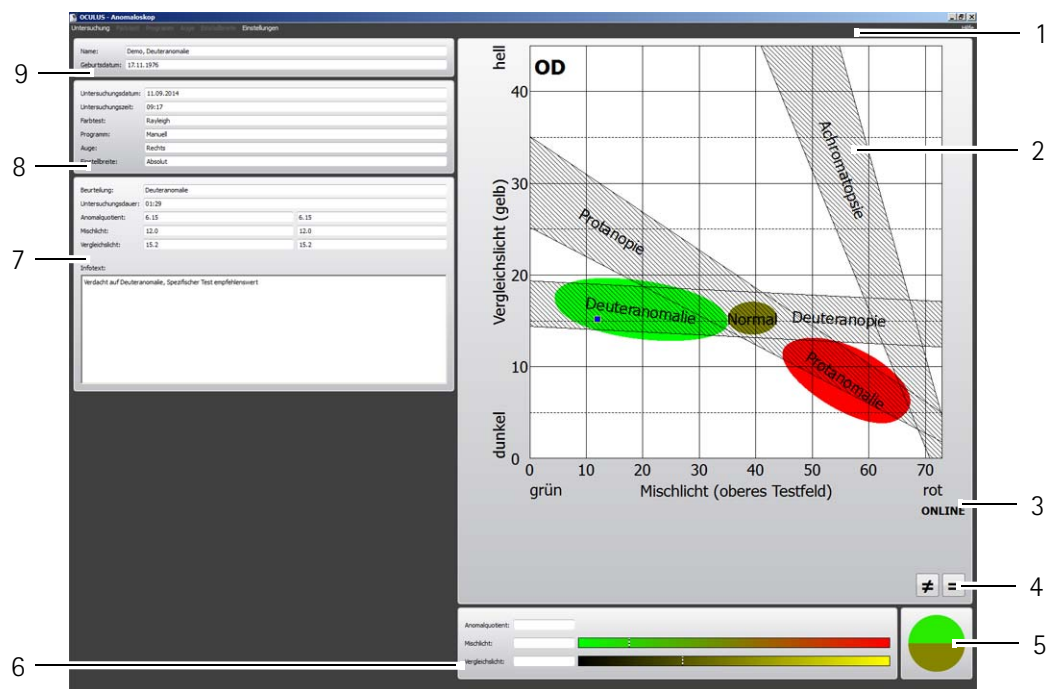 OCULUS - Anomaloskop
Untersuchung Patient Programm Auge Einstellbreite Einstellungen Hilfe
Name: Demo, Deuteranomalie
Geburtsdatum: 17.11.1976
Untersuchungsdatum: 11.09.2014
Untersuchungszeit: 09:17
Farbtest: Rayleigh
Programm: Manuell
Auge: Rechts
Einstellbreite: Absolut
Beurteilung: Deuteranomalie
Untersuchungsdauer: 01:29
Anomalquotient: 6.15 6.15
Mischlicht: 12.0 12.0
Vergleichslicht: 15.2 15.2
Infotext:
Verdacht auf Deuteranomalie, Spezifischer Test empfehlenswert
OD
hell
Vergleichslicht (gelb)
dunkel
40
30
20
10
0
Achromatopsie
Protanopie
Deuteranomalie
Normal
Deuteranopie
Protanomalie
0 10 20 30 40 50 60 70
grün Mischlicht (oberes Testfeld) rot
ONLINE
≠ =
Anomalquotient:
Mischlicht:
Vergleichslicht:
1
2
3
4
5
6
7
8
9